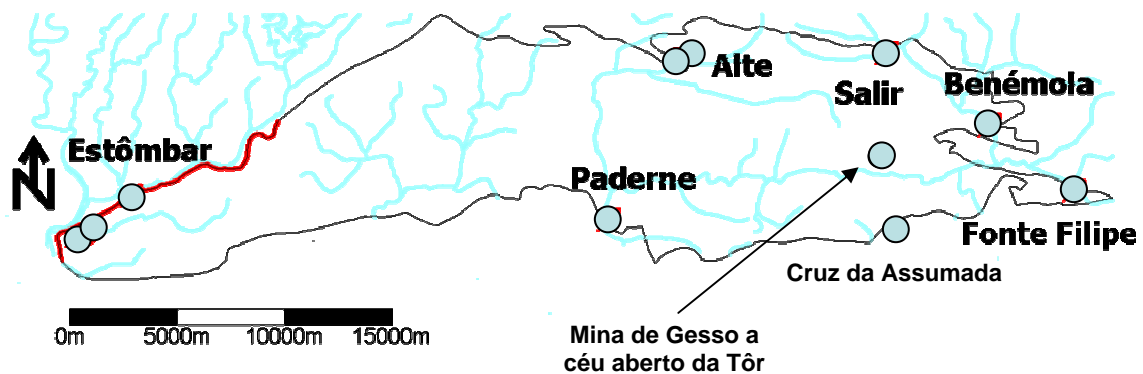 Alte
Salir
Benémola
Estômbar
N
Paderne
Fonte Filipe
Cruz da Assumada
0m 5000m 10000m 15000m
Mina de Gesso a
céu aberto da Tôr